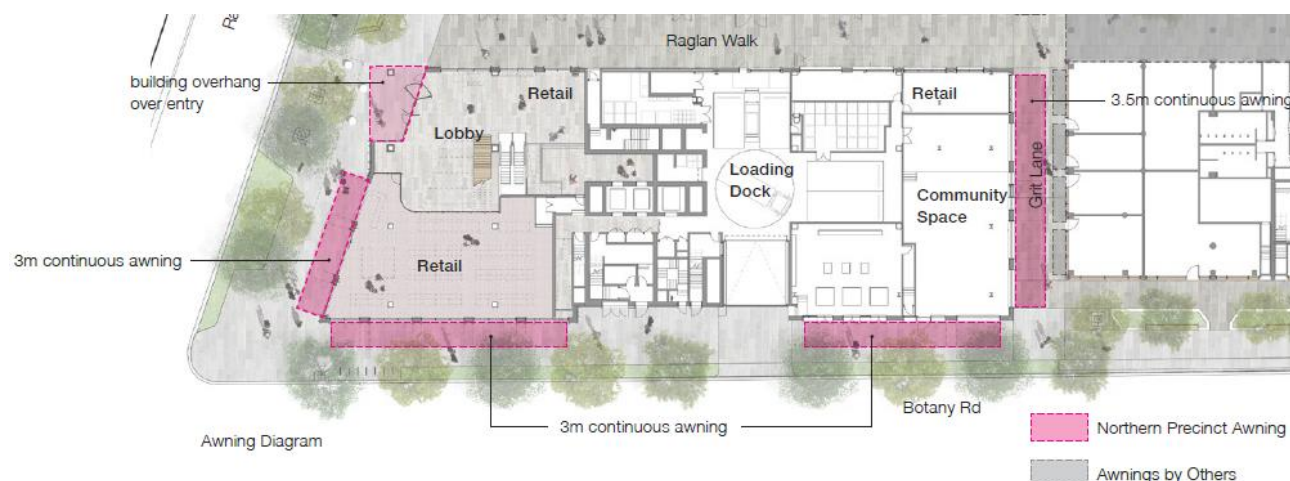 Raglan Walk
building overhang
over entry
Retail
Retail
3.5m continuous awning
Lobby
Loading
Dock
Grit Lane
Community
Space
3m continuous awning
Retail
3m continuous awning
Botany Rd
Awning Diagram
Northern Precinct Awning
Awnings by Others